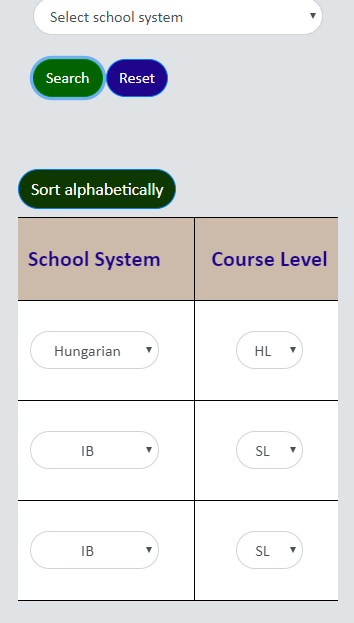 Select school system
Search Reset
Sort alphabetically
School System Course Level
Hungarian HL
IB SL
IB SL